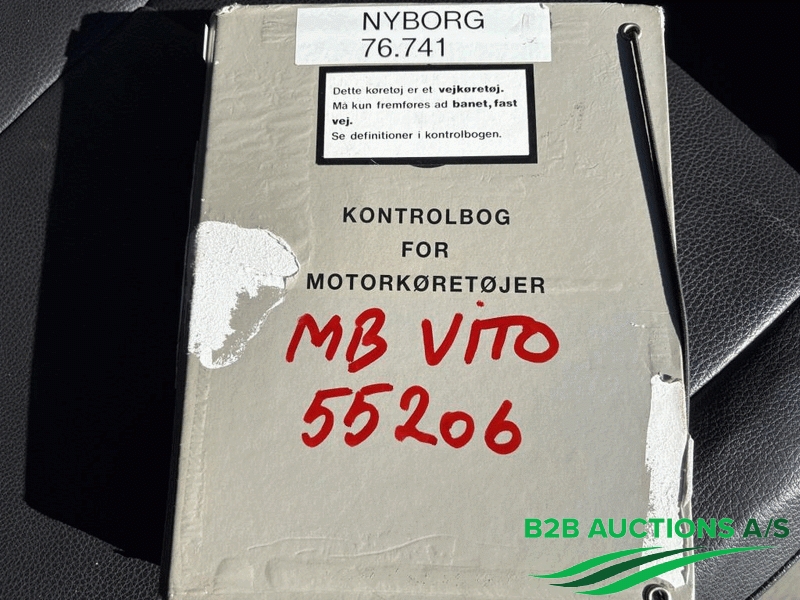 NYBORG
76.741
Dette køretøj er et vejkøretøj.
Må kun fremføres ad banet, fast
vej.
Se definitioner i kontrolbogen.
KONTROLBOG
FOR
MOTORKØRETØJER
MB VITO
55206
B2B AUCTIONS A/S